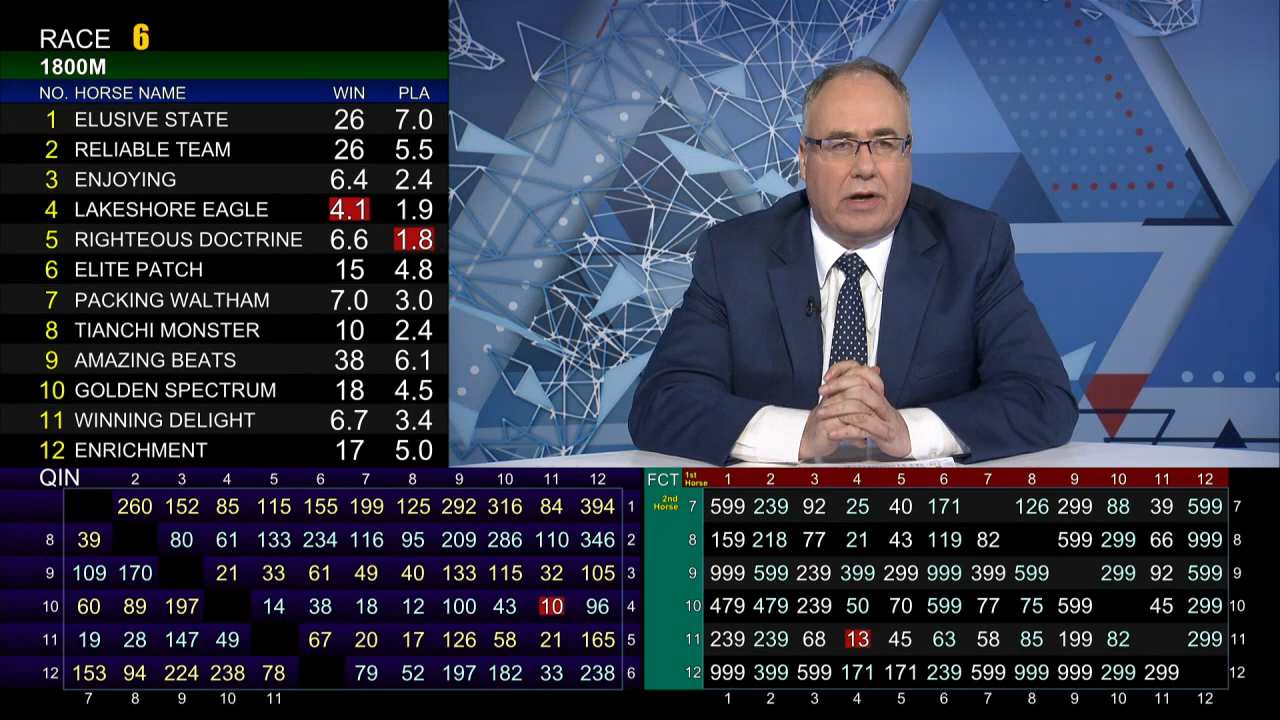 RACE 6
1800M
NO. HORSE NAME WIN PLA
1 ELUSIVE STATE 26 7.0
2 RELIABLE TEAM 26 5.5
3 ENJOYING 6.4 2.4
4 LAKESHORE EAGLE 4.1 1.9
5 RIGHTEOUS DOCTRINE 6.6 1.8
6 ELITE PATCH 15 4.8
7 PACKING WALTHAM 7.0 3.0
8 TIANCHI MONSTER 10 2.4
9 AMAZING BEATS 38 6.1
10 GOLDEN SPECTRUM 18 4.5
11 WINNING DELIGHT 6.7 3.4
12 ENRICHMENT 17 5.0
QIN 2 3 4 5 6 7 8 9 10 11 12
260 152 85 115 155 199 125 292 316 84 394 1
8 39 80 61 133 234 116 95 209 286 110 346 2
9 109 170 21 33 61 49 40 133 115 32 105 3
10 60 89 197 14 38 18 12 100 43 10 96 4
11 19 28 147 49 67 20 17 126 58 21 165 5
12 153 94 224 238 78 79 52 197 182 33 238 6
7 8 9 10 11
FCT 1st Horse 1 2 3 4 5 6 7 8 9 10 11 12
2nd Horse 7 599 239 92 25 40 171 126 299 88 39 599 7
8 159 218 77 21 43 119 82 599 299 66 999 8
9 999 599 239 399 299 999 399 599 299 92 599 9
10 479 479 239 50 70 599 77 75 599 45 299 10
11 239 239 68 13 45 63 58 85 199 82 299 11
12 999 399 599 171 171 239 599 999 999 299 299 12
1 2 3 4 5 6 7 8 9 10 11 12